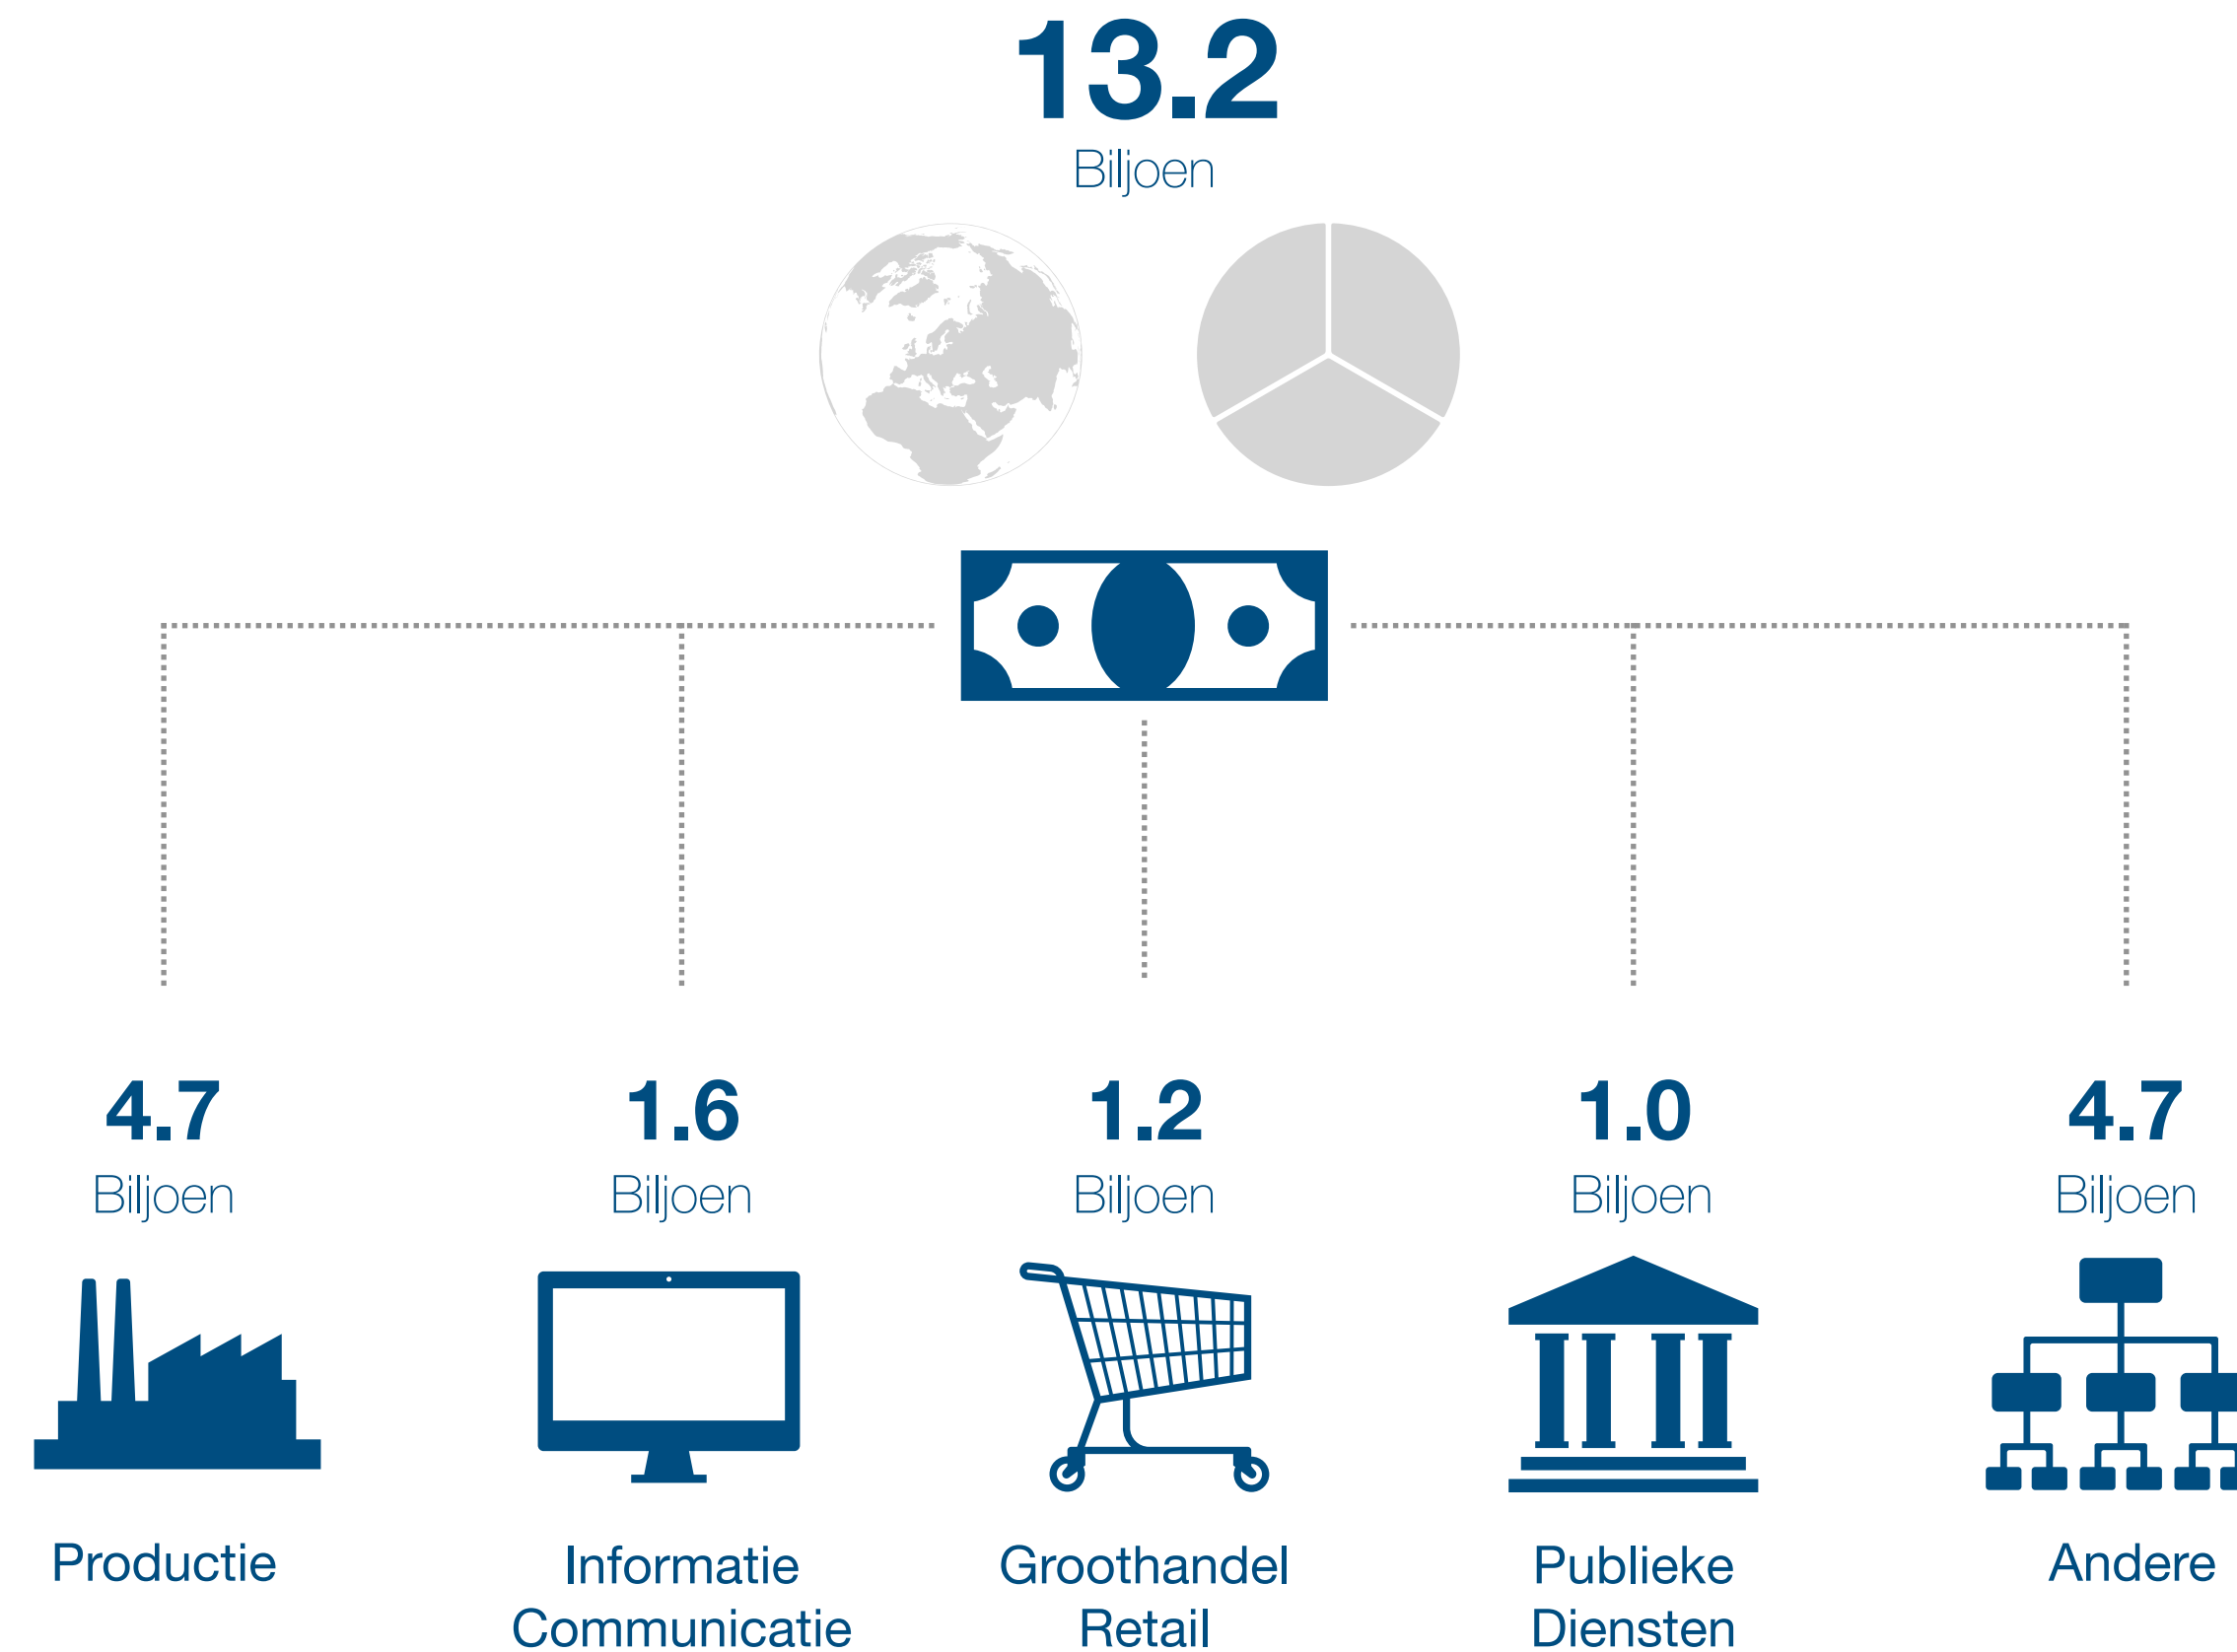 13.2
Biljoen
4.7
Biljoen
Productie
1.6
Biljoen
Informatie
Communicatie
1.2
Biljoen
Groothandel
Retail
1.0
Biljoen
Publieke
Diensten
4.7
Biljoen
Andere